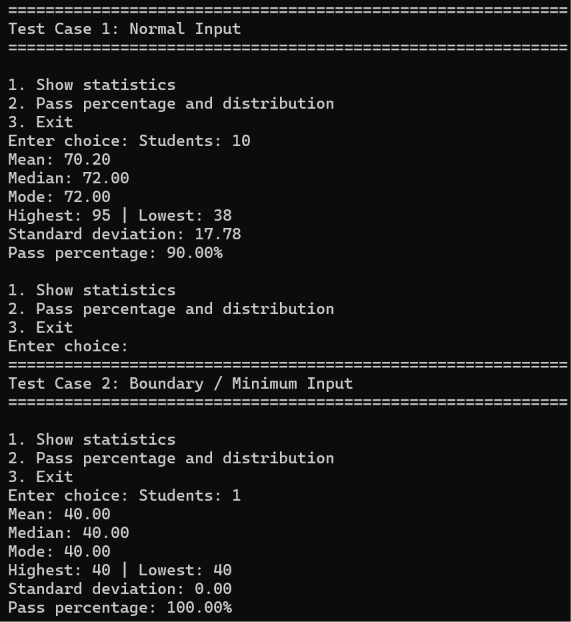 ============================================================
Test Case 1: Normal Input
============================================================

1. Show statistics
2. Pass percentage and distribution
3. Exit
Enter choice: Students: 10
Mean: 70.20
Median: 72.00
Mode: 72.00
Highest: 95 | Lowest: 38
Standard deviation: 17.78
Pass percentage: 90.00%

1. Show statistics
2. Pass percentage and distribution
3. Exit
Enter choice:
============================================================
Test Case 2: Boundary / Minimum Input
============================================================

1. Show statistics
2. Pass percentage and distribution
3. Exit
Enter choice: Students: 1
Mean: 40.00
Median: 40.00
Mode: 40.00
Highest: 40 | Lowest: 40
Standard deviation: 0.00
Pass percentage: 100.00%